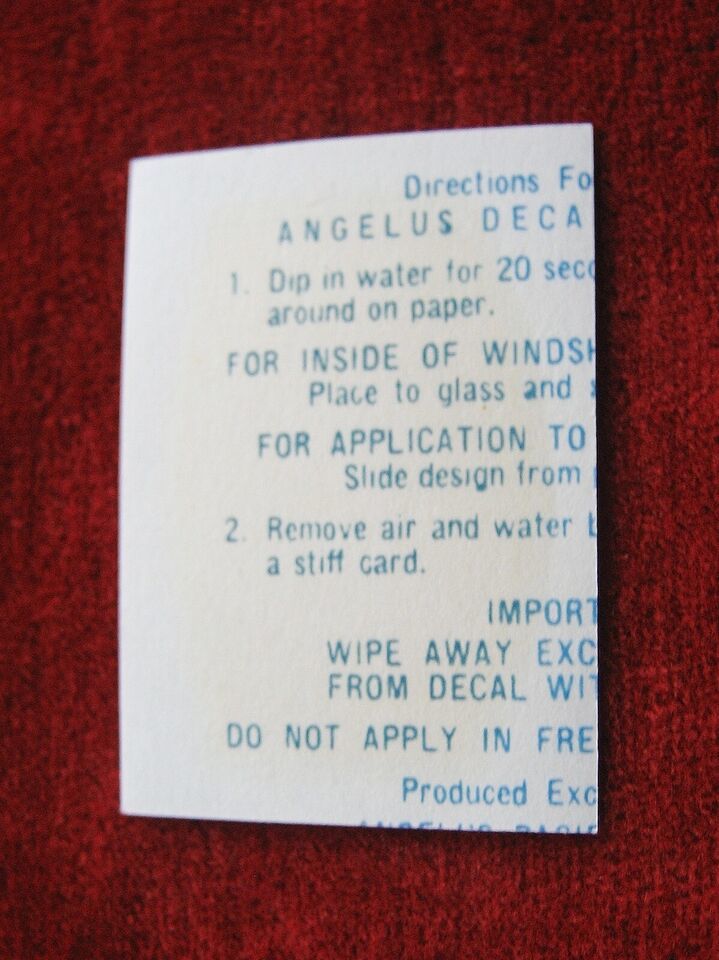 Directions Fo
ANGELUS DECA
1. Dip in water for 20 sec
around on paper.
FOR INSIDE OF WINDSH
Place to glass and
FOR APPLICATION TO
Slide design from
2. Remove air and water
a stiff card.
IMPORT
WIPE AWAY EXC
FROM DECAL WIT
DO NOT APPLY IN FRE
Produced Exc
ANGELUS